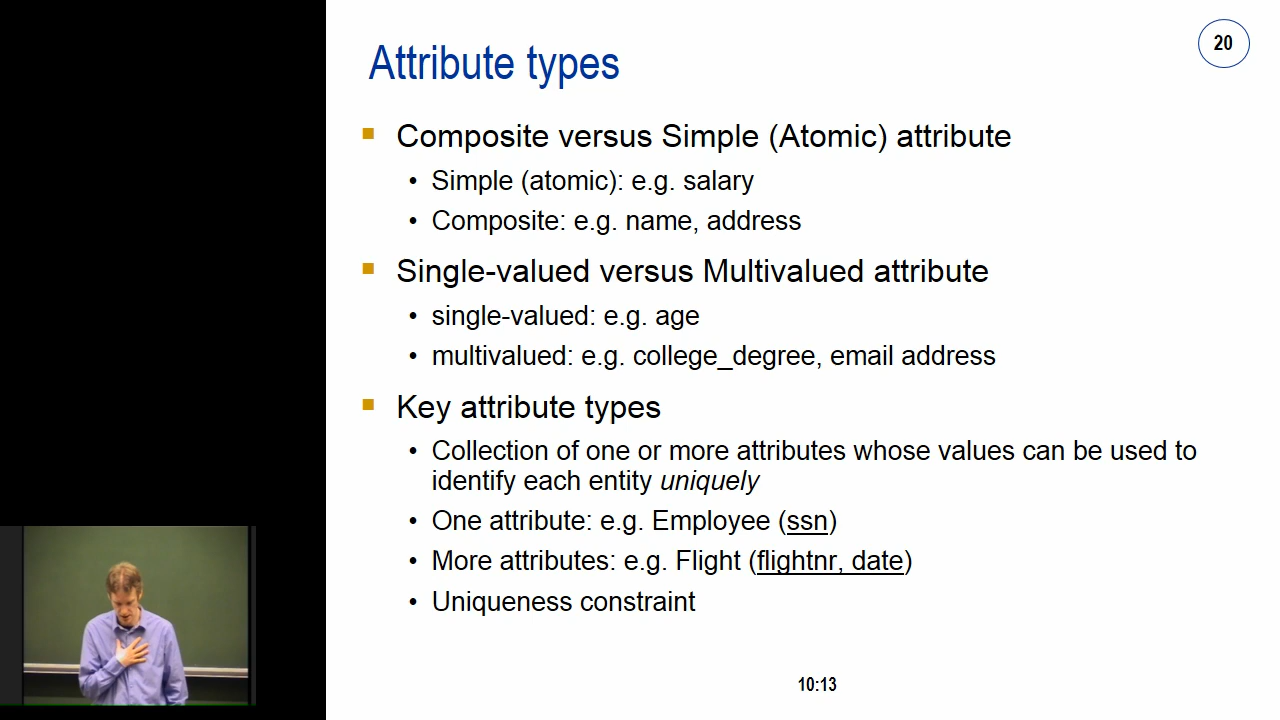 20
Attribute types
Composite versus Simple (Atomic) attribute
• Simple (atomic): e.g. salary
• Composite: e.g. name, address
Single-valued versus Multivalued attribute
• single-valued: e.g. age
• multivalued: e.g. college_degree, email address
Key attribute types
• Collection of one or more attributes whose values can be used to
identify each entity uniquely
• One attribute: e.g. Employee (ssn)
• More attributes: e.g. Flight (flightnr, date)
• Uniqueness constraint
10:13